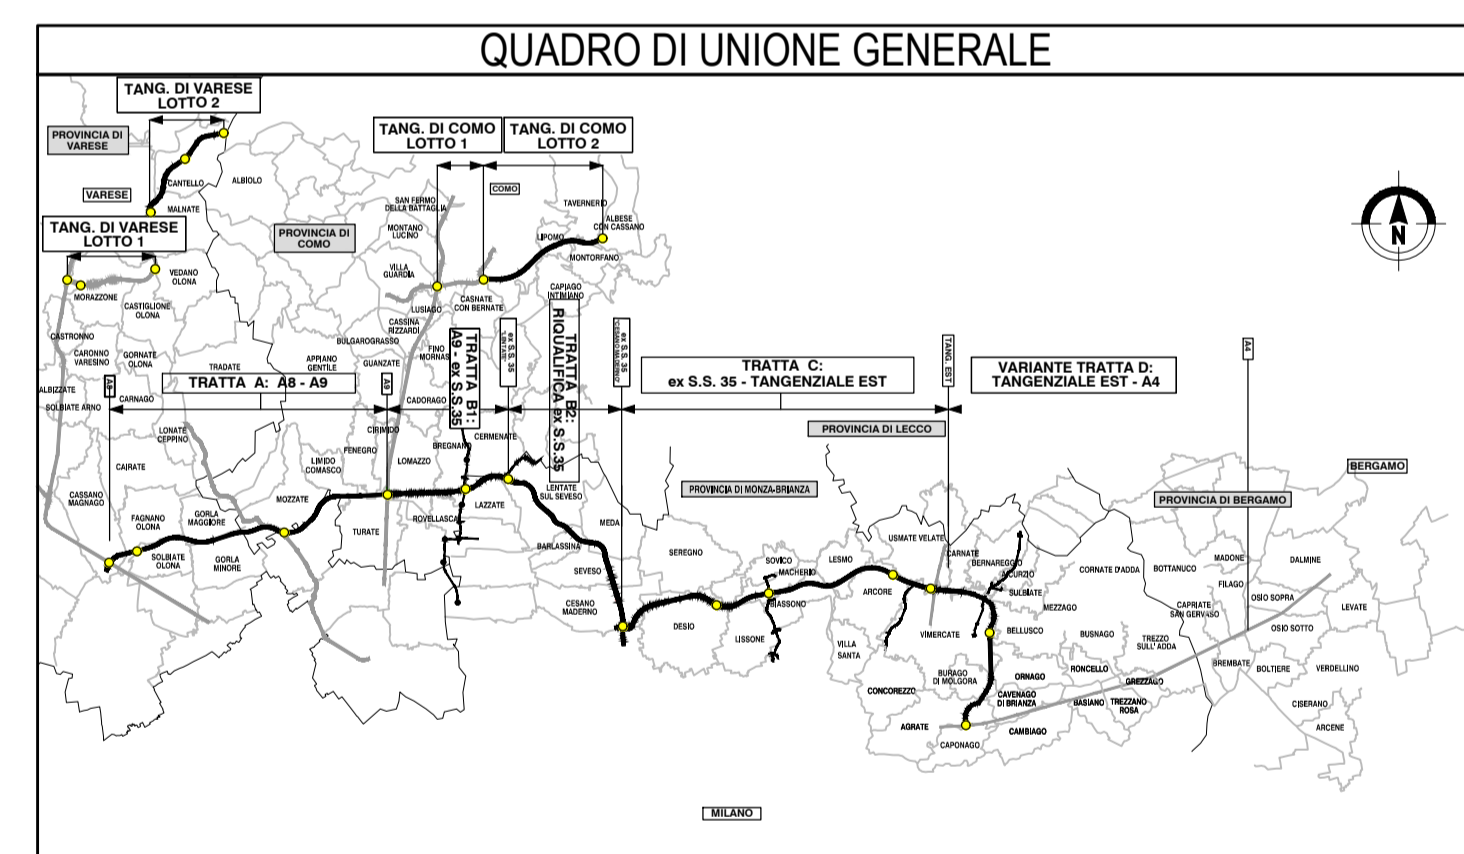 QUADRO DI UNIONE GENERALE
TANG. DI VARESE
LOTTO 2
PROVINCIA DI
VARESE
CANTELLO
ALBIOLO
VARESE
MALNATE
TANG. DI VARESE
LOTTO 1
TANG. DI COMO
LOTTO 1
TANG. DI COMO
LOTTO 2
COMO
SAN FERMO
DELLA BATTAGLIA
TAVERNERIO
ALBESE
CON CASSANO
MONTANO
LUCINO
LIPOMO
MONTORFANO
PROVINCIA DI
COMO
VILLA
GUARDIA
CAPIAGO
INTIMIANO
VEDANO
OLONA
MORAZZONE
CASTIGLIONE
OLONA
LUSIAGO
CASNATE
CON BERNATE
CASSINA
RIZZARDI
BULGAROGRASSO
CASTRONNO
CARONNO
VARESINO
GORNATE
OLONA
TRADATE
APPIANO
GENTILE
GUANZATE
FINO
MORNAS
ALBIZZATE
SOLBIATE ARNO
CARNAGO
A8
TRATTA A: A8 - A9
A9
CADORAGO
TRATTA B1:
A9 - ex S.S.35
ex S.S. 35
"LENTATE"
TRATTA B2:
RIQUALIFICA ex S.S.35
ex S.S. 35
"CESANO MADERNO"
TRATTA C:
ex S.S. 35 - TANGENZIALE EST
TANG. EST
VARIANTE TRATTA D:
TANGENZIALE EST - A4
A4
N
PROVINCIA DI LECCO
LONATE
CEPPINO
CIRIMIDO
FENEGRO
LIMIDO
COMASCO
LOMAZZO
BREGNANO
CERMENATE
CAIRATE
CASSANO
MAGNAGO
MOZZATE
FAGNANO
OLONA
GORLA
MAGGIORE
TURATE
ROVELLASCA
LAZZATE
LENTATE
SUL SEVESO
MEDA
SOLBIATE
OLONA
GORLA
MINORE
BARLASSINA
SEVESO
CESANO
MADERNO
PROVINCIA DI MONZA-BRIANZA
SEREGNO
SOVICO
MACHERIO
LESMO
USMATE VELATE
CARNATE
BERNAREGGIO
AICURZIO
SULBIATE
MEZZAGO
CORNATE D'ADDA
BERGAMO
PROVINCIA DI BERGAMO
BOTTANUCO
MADONE
FILAGO
DALMINE
CAPRIATE
SAN GERVASO
OSIO SOPRA
LEVATE
OSIO SOTTO
BIASSONO
ARCORE
DESIO
LISSONE
VILLA
SANTA
VIMERCATE
BELLUSCO
BUSNAGO
TREZZO
SULL' ADDA
BREMBATE
BOLTIERE
VERDELLINO
CONCOREZZO
BURAGO
DI MOLGORA
ORNAGO
RONCELLO
GREZZAGO
CAVENAGO
DI BRIANZA
BASIANO
TREZZANO
ROSA
CISERANO
ARCENE
AGRATE
CAMBIAGO
CAPONAGO
MILANO